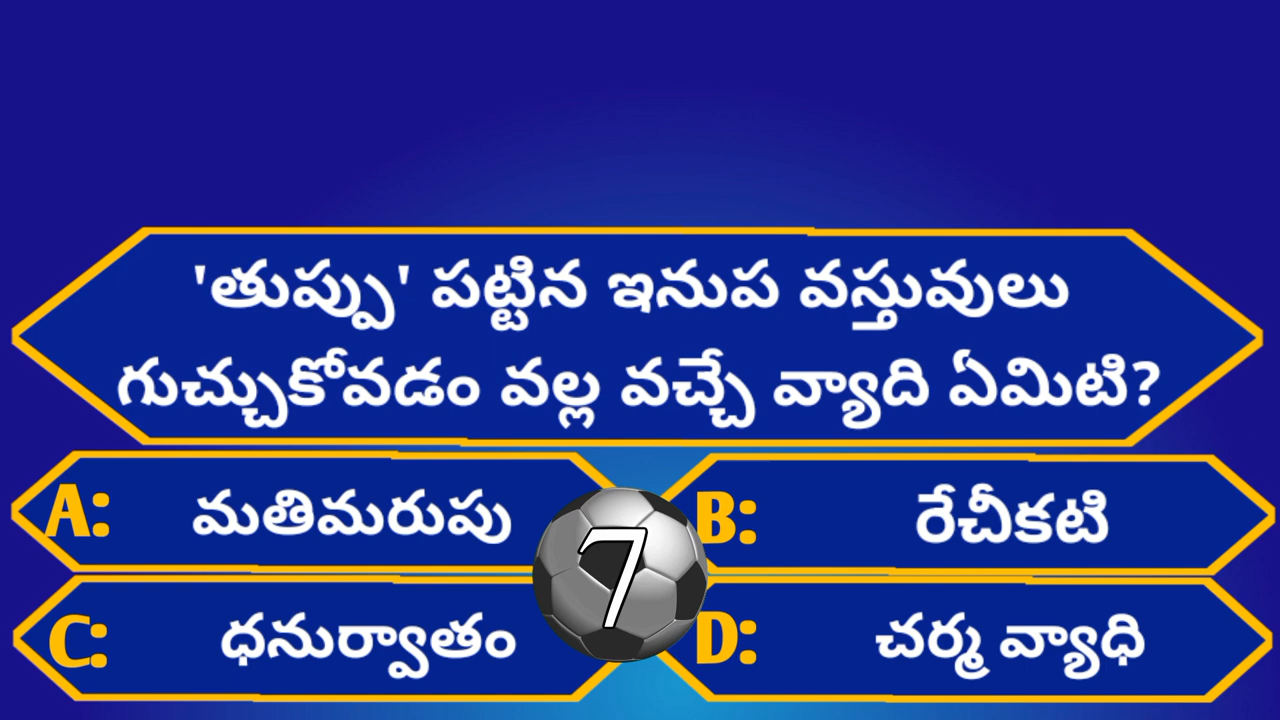 'తుప్పు' పట్టిన ఇనుప వస్తువులు
గుచ్చుకోవడం వల్ల వచ్చే వ్యాది ఏమిటి?
A: మతిమరుపు
B: రేచీకటి
7
C: ధనుర్వాతం
D: చర్మ వ్యాధి